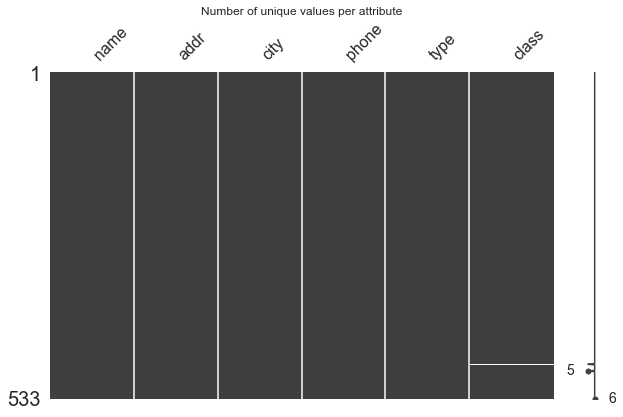 Number of unique values per attribute
name addr city phone type class
1
5
533 6